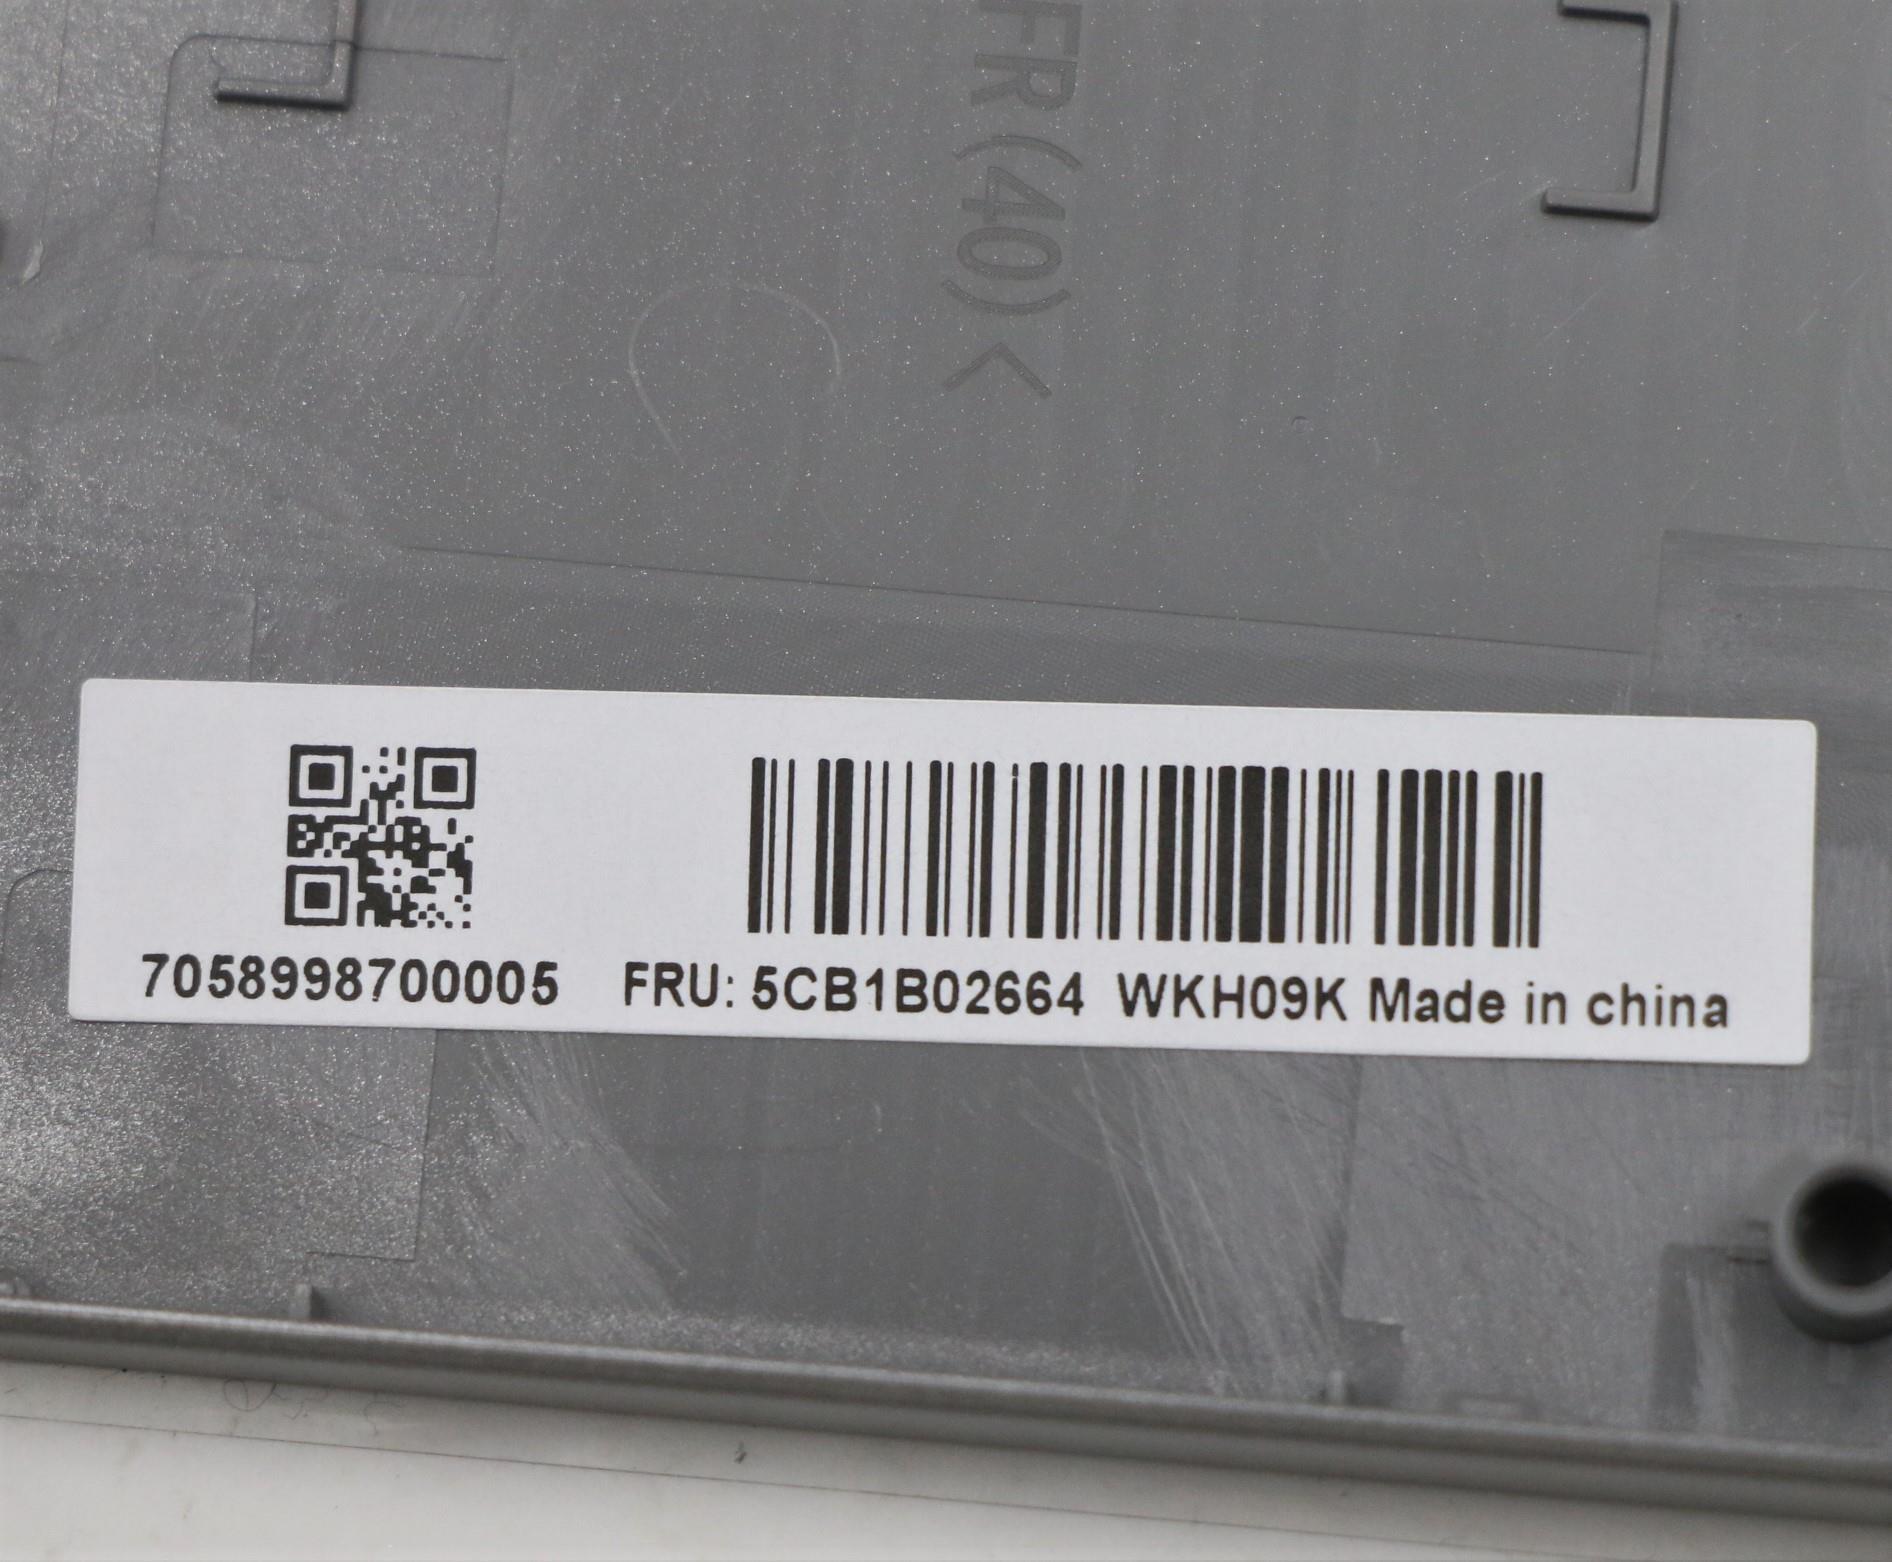 FR(40)<
7058998700005 FRU: 5CB1B02664 WKH09K Made in china